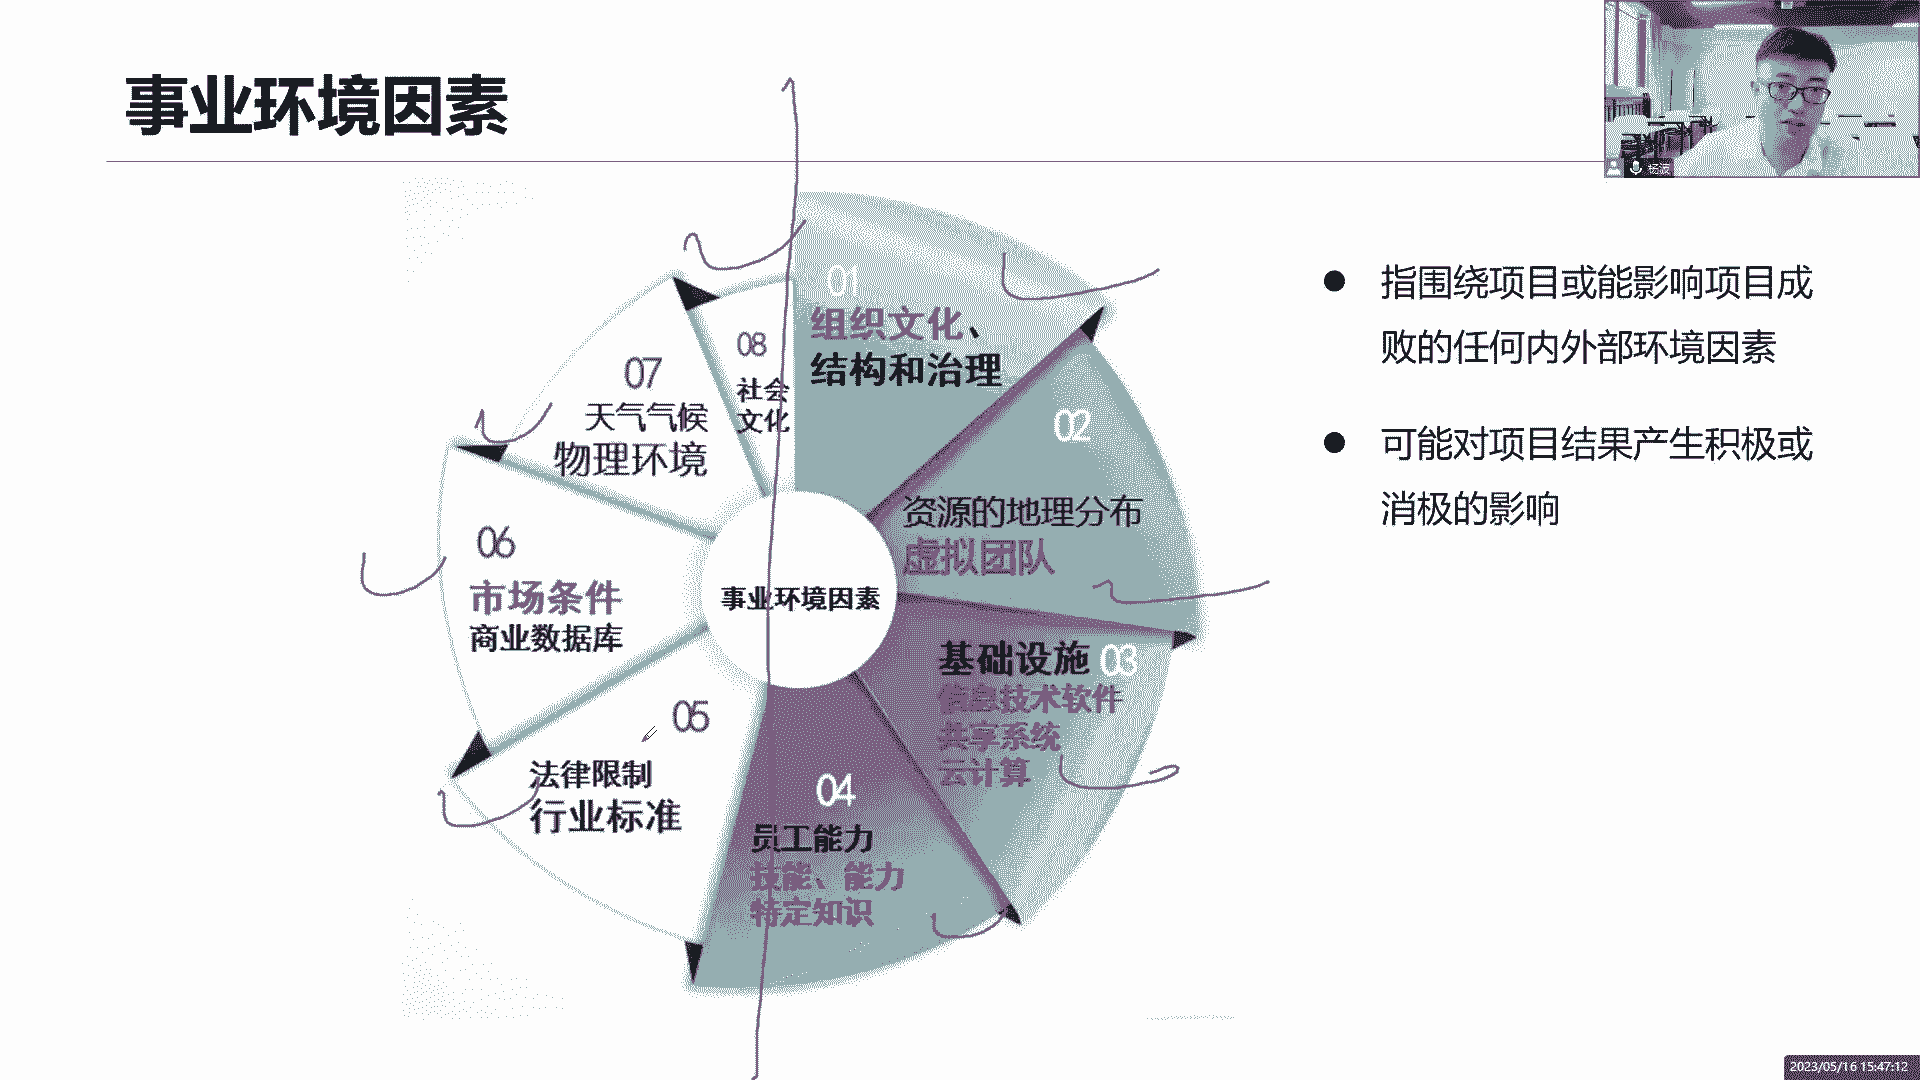 事业环境因素
杨波
指围绕项目或能影响项目成
败的任何内外部环境因素
可能对项目结果产生积极或
消极的影响
01
组织文化、
结构和治理
02
资源的地理分布
虚拟团队
基础设施 03
信息技术软件
共享系统
云计算
04
员工能力
技能、能力
特定知识
05
法律限制
行业标准
06
市场条件
商业数据库
07
天气气候
物理环境
08
社会
文化
事业环境因素
2023/05/16 15:47:12